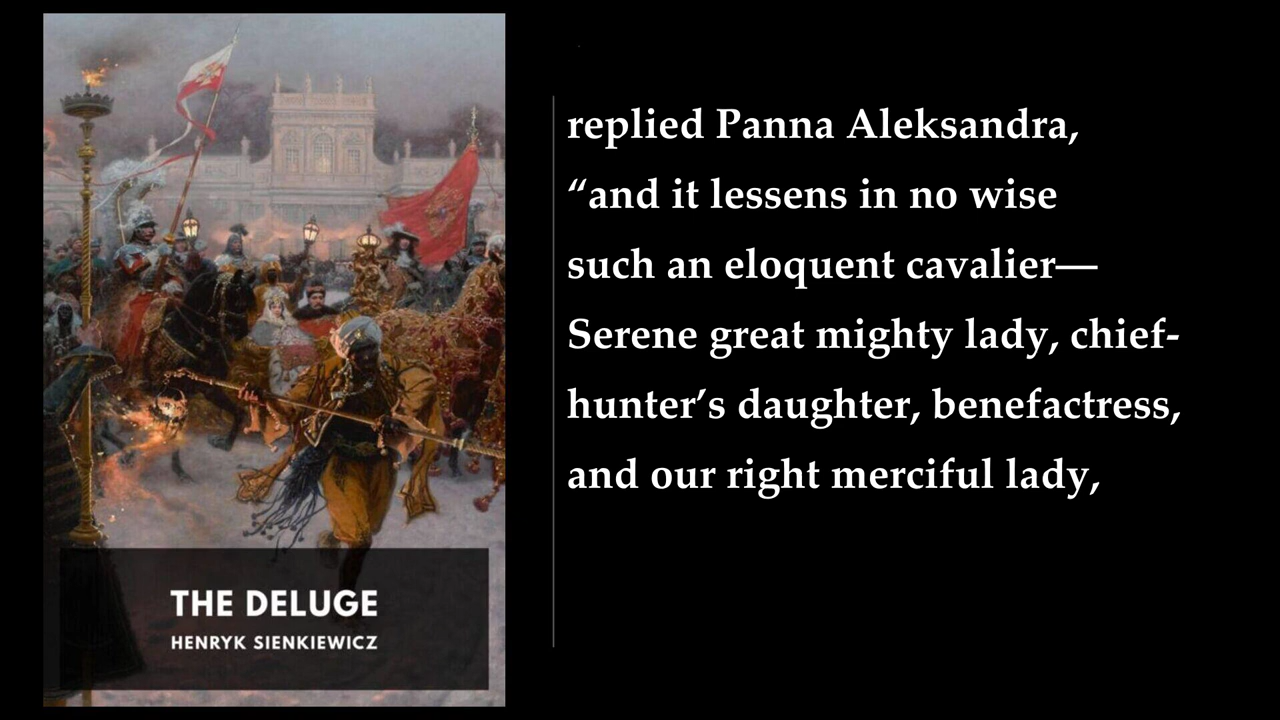 THE DELUGE
HENRYK SIENKIEWICZ
replied Panna Aleksandra,
“and it lessens in no wise
such an eloquent cavalier—
Serene great mighty lady, chief-
hunter’s daughter, benefactress,
and our right merciful lady,